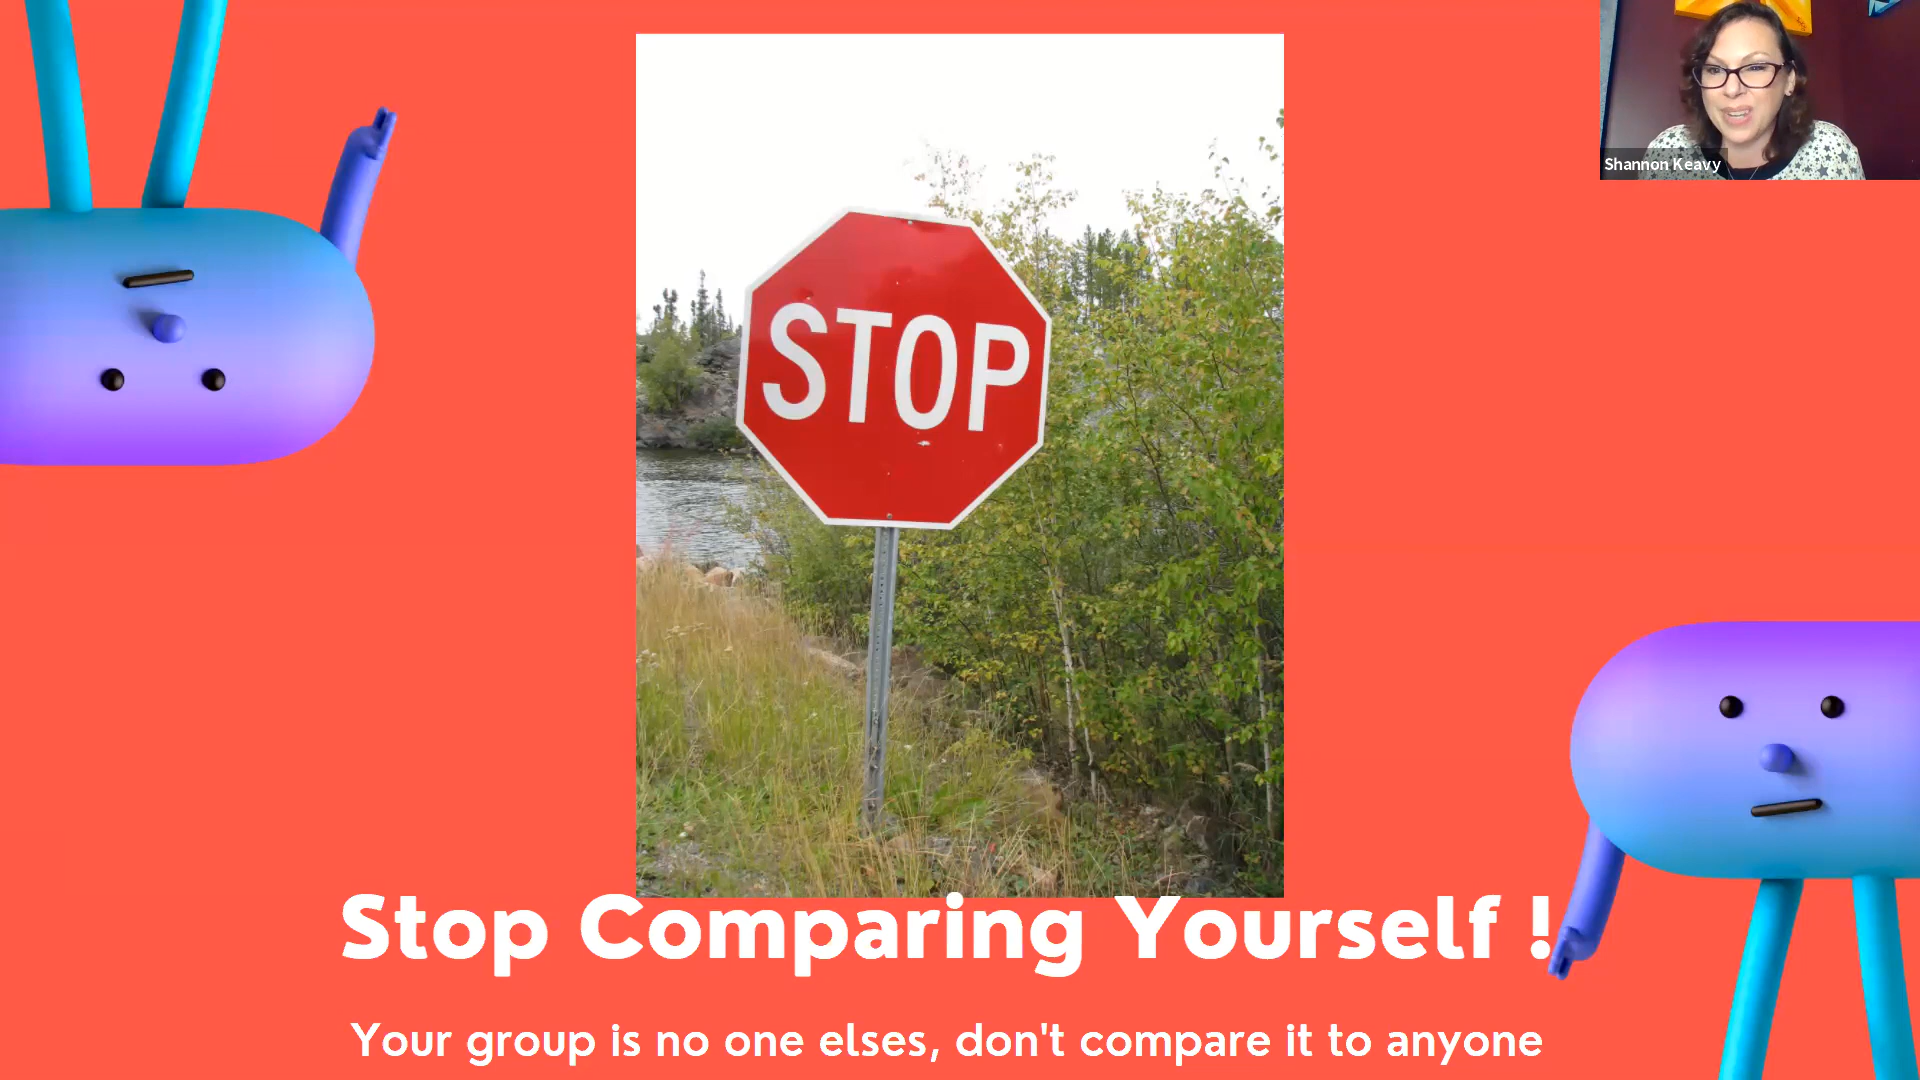 Shannon Keavy
STOP
Stop Comparing Yourself !
Your group is no one elses, don't compare it to anyone